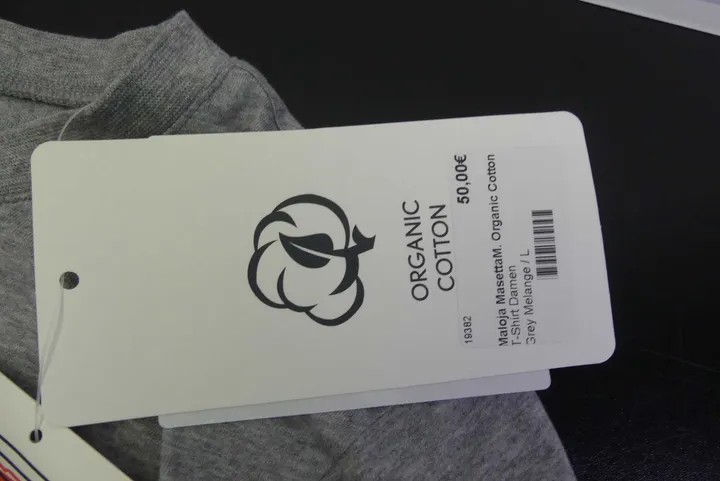 ORGANIC
COTTON
19382
50,00€
Maloja MasettaM. Organic Cotton
T-Shirt Damen
Grey Melange / L